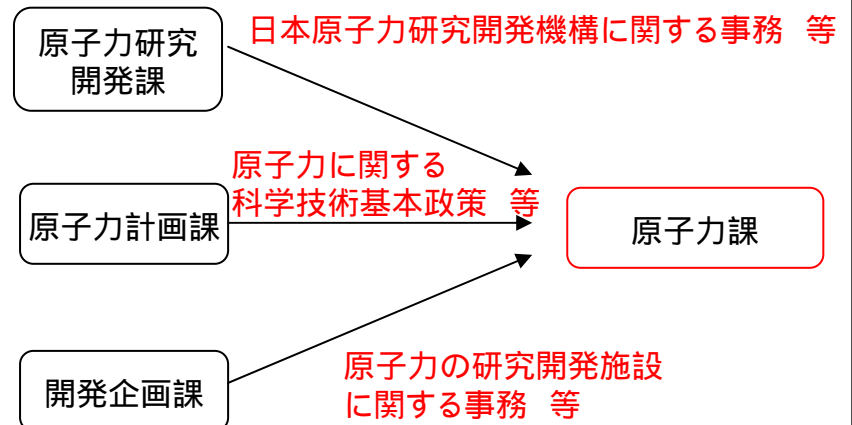 原子力研究
開発課
日本原子力研究開発機構に関する事務 等
原子力に関する
科学技術基本政策 等
原子力計画課
原子力課
開発企画課
原子力の研究開発施設
に関する事務 等